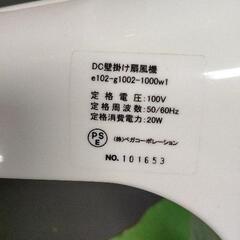 DC壁掛け扇風機
e102-g1002-1000w1
定格電圧:100V
定格周波数:50/60Hz
定格消費電力:20W
PS
E
(株)ベガコーポレーション
NO.101653